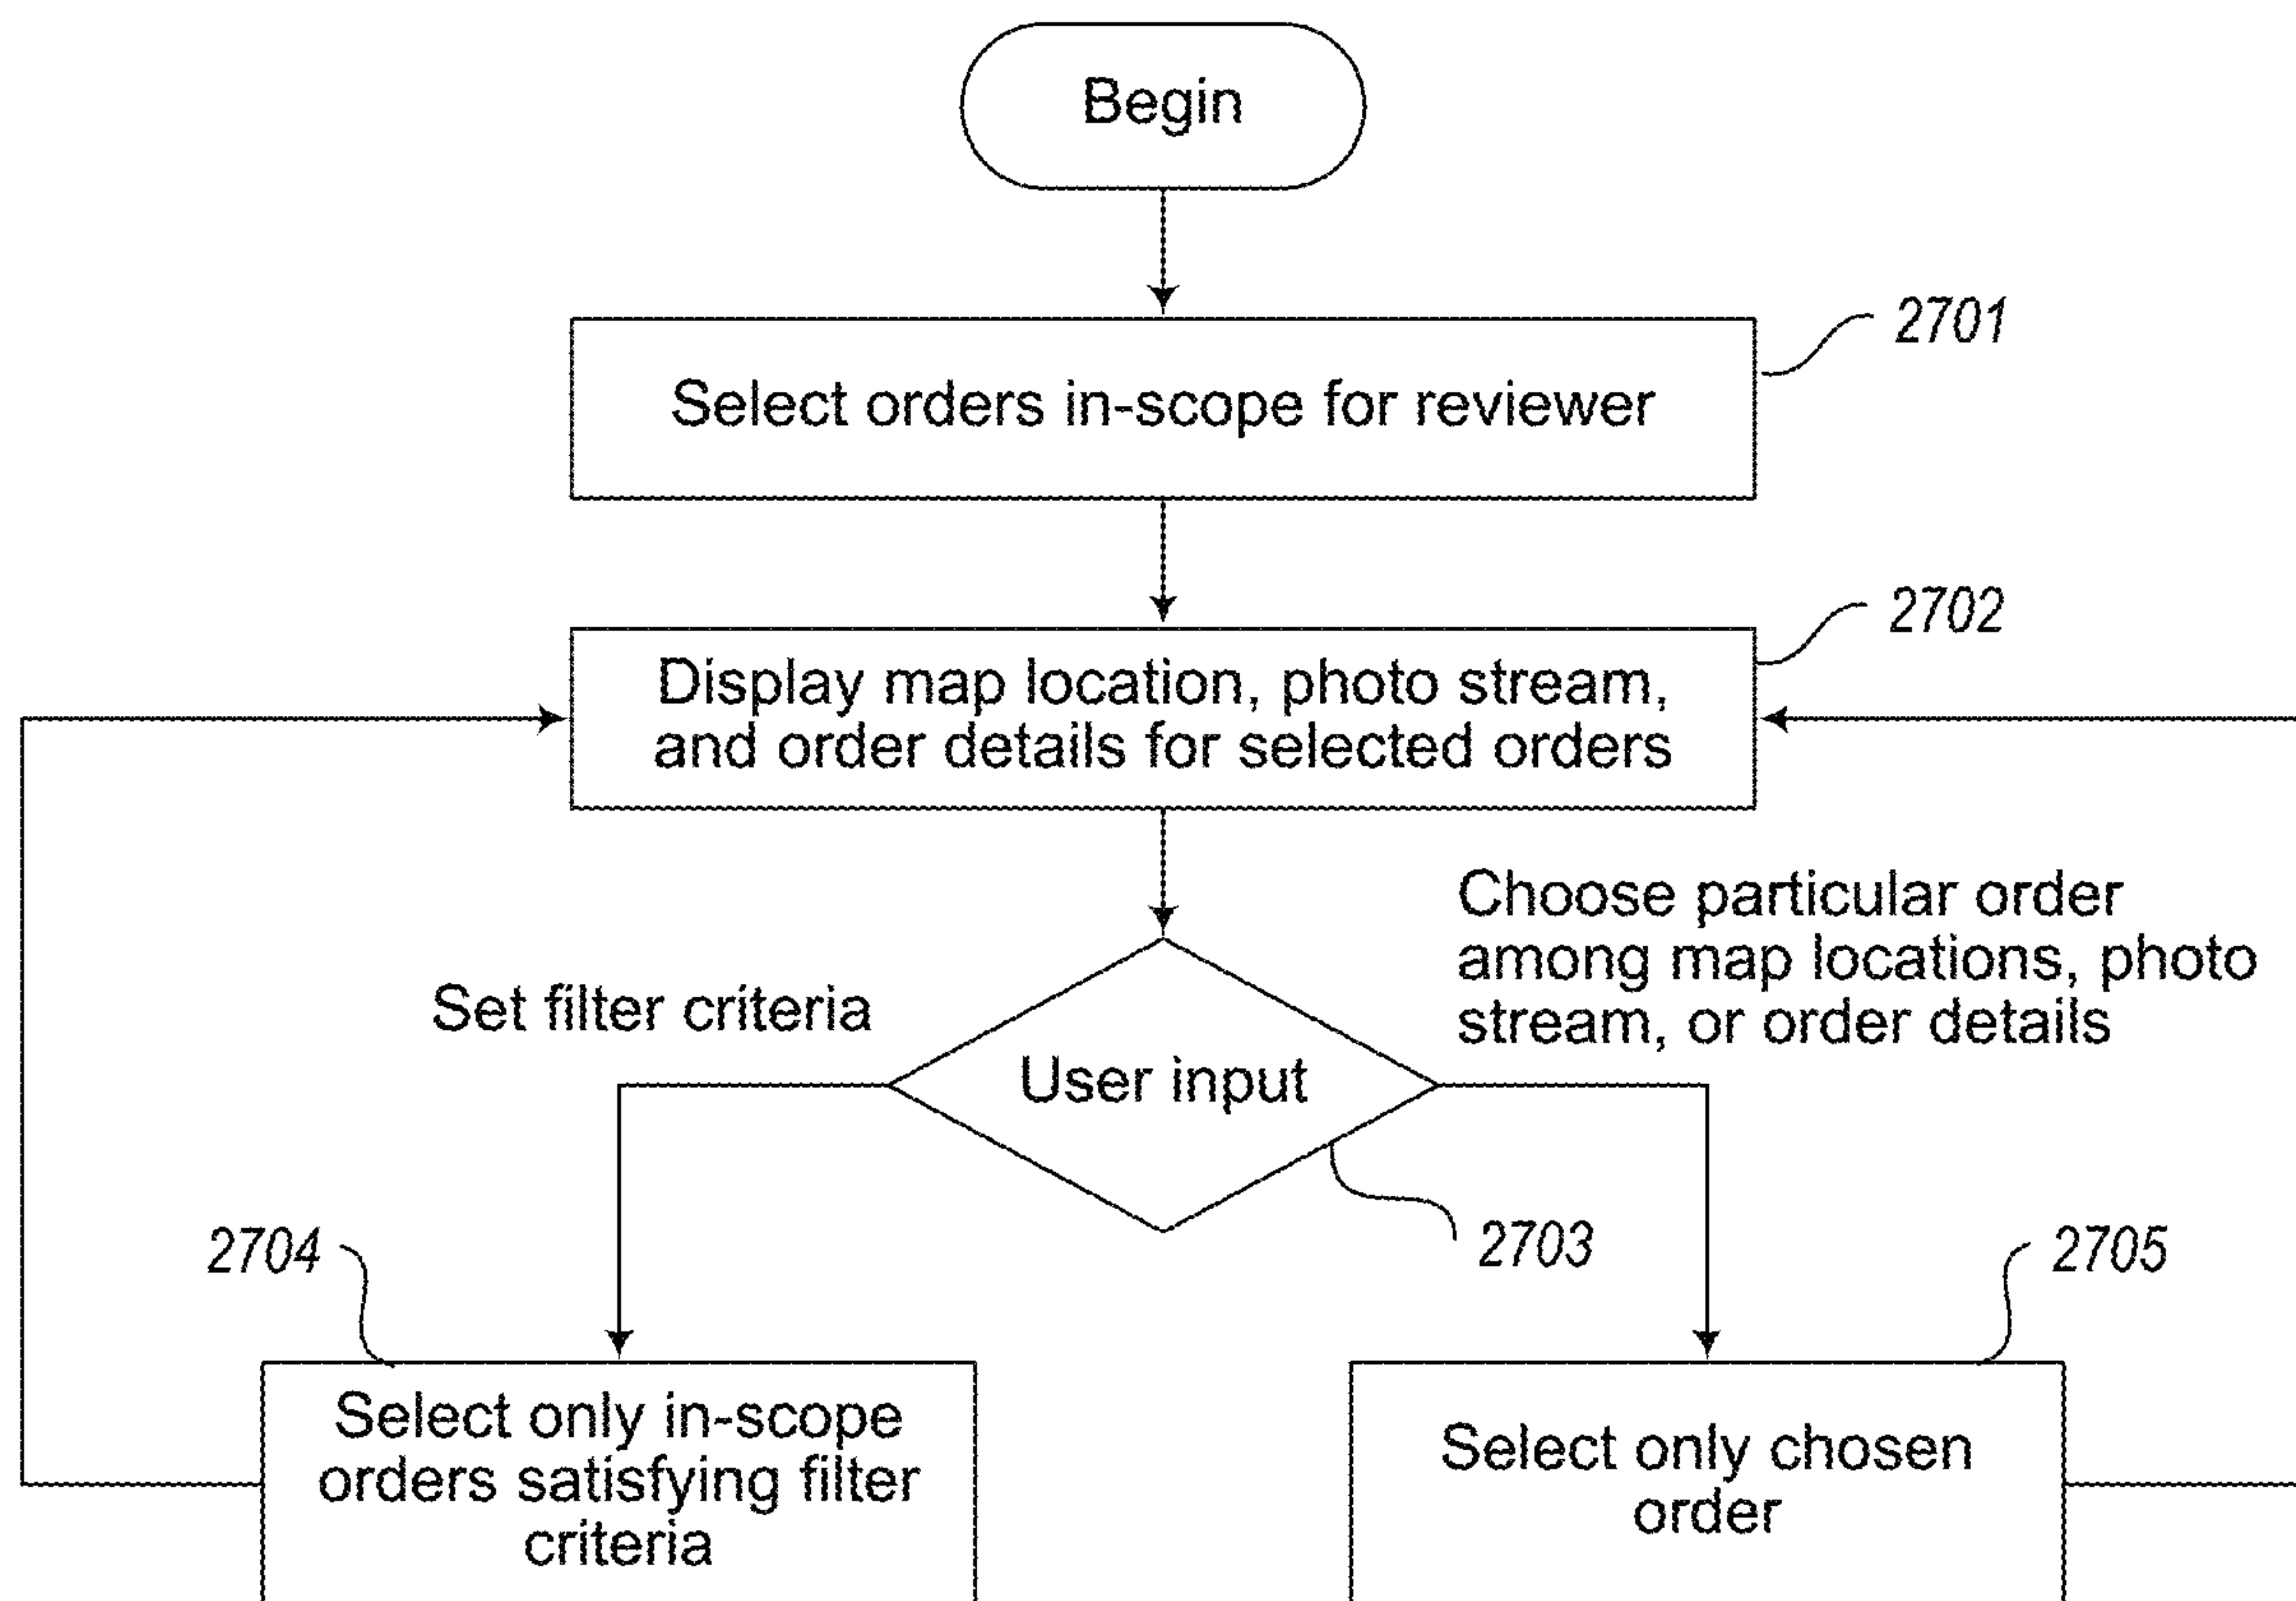 Begin
2701
Select orders in-scope for reviewer
2702
Display map location, photo stream,
and order details for selected orders
Choose particular order
among map locations, photo
stream, or order details
Set filter criteria
User input
2703
2704
2705
Select only in-scope
orders satisfying filter
criteria
Select only chosen
order